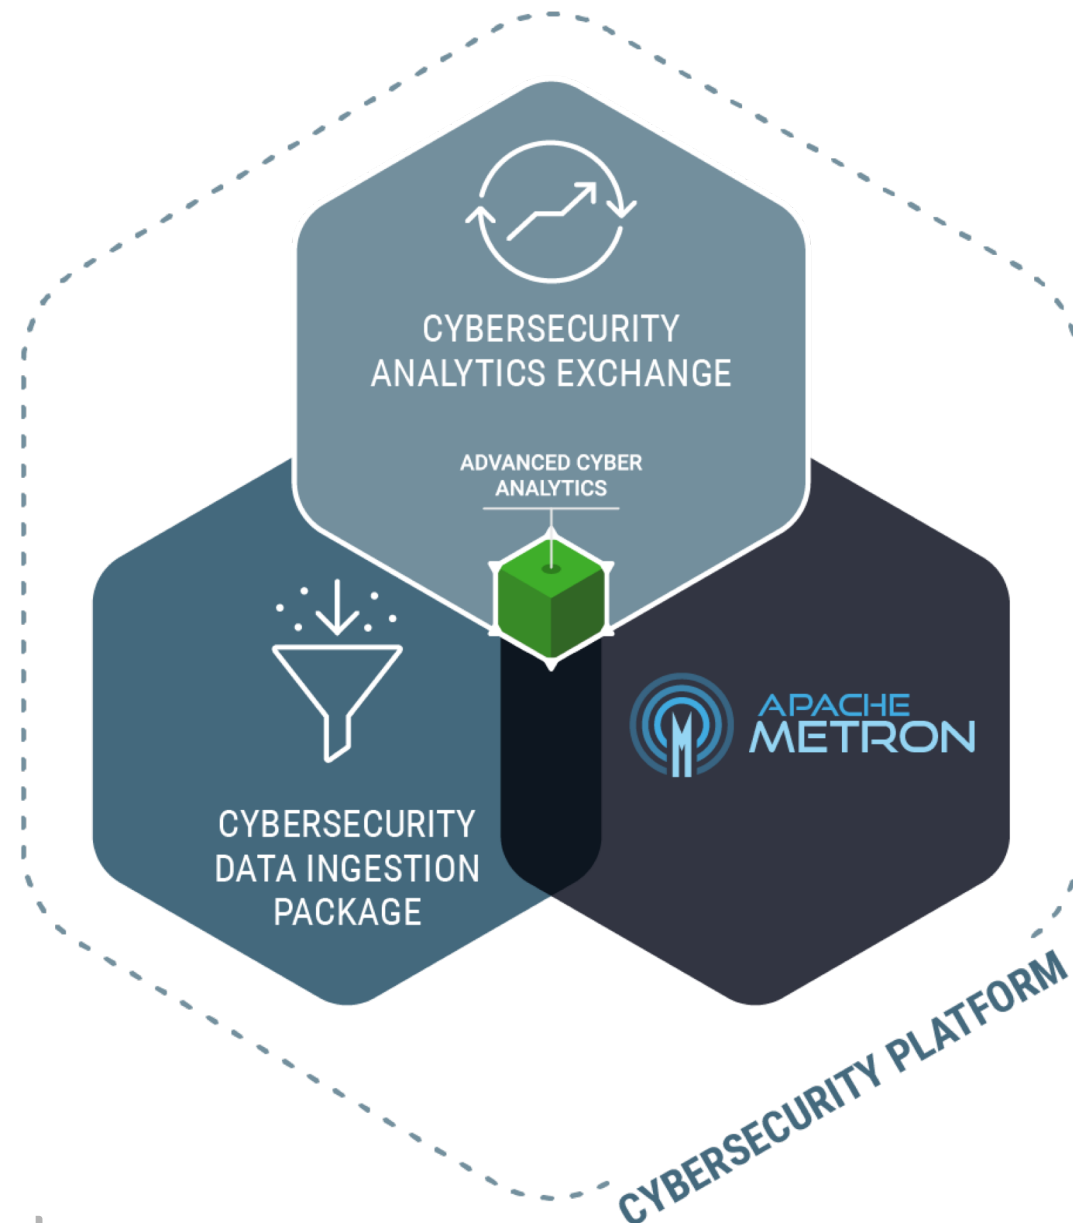 CYBERSECURITY
ANALYTICS EXCHANGE
ADVANCED CYBER
ANALYTICS
CYBERSECURITY
DATA INGESTION
PACKAGE
APACHE
METRON
CYBERSECURITY PLATFORM